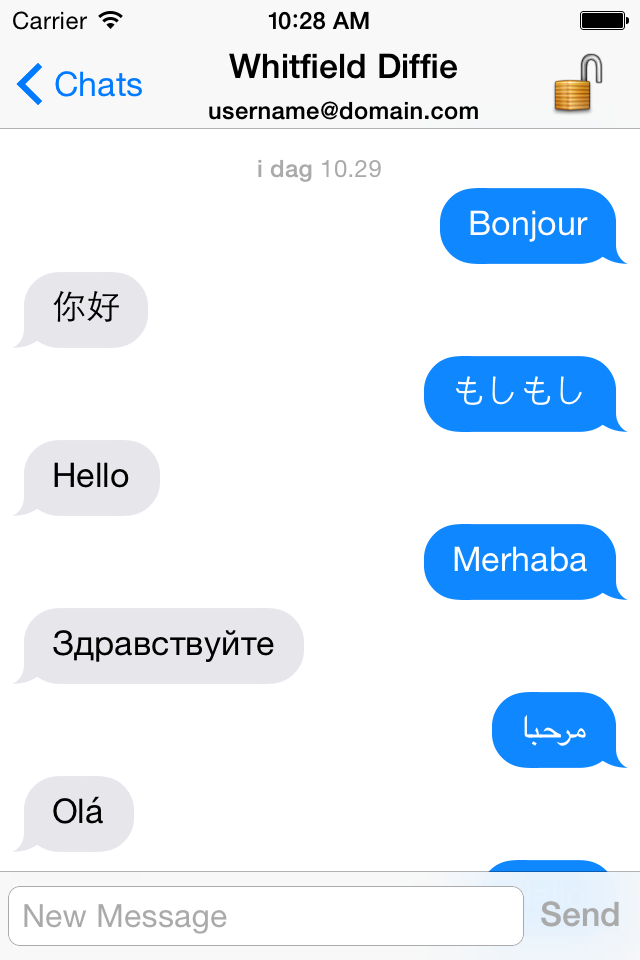 Carrier 10:28 AM
Chats
Whitfield Diffie
username@domain.com
i dag 10.29
Bonjour
你好
もしもし
Hello
Merhaba
Здравствуйте
مرحبا
Olá
New Message
Send